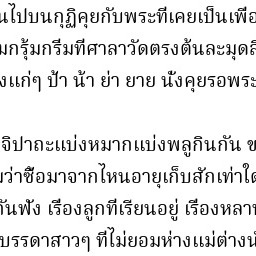 นไปบนกุฏิคุยกับพระที่เคยเป็นเพื่อ
มกรุ้มกริ่มที่ศาลาวัดตรงต้นละมุดสี
งแก่ๆ ป้า น้า ย่า ยาย นั่งคุยรอพระ
จิปาถะแบ่งหมากแบ่งพลูกินกัน ข
ว่าซื้อมาจากไหนอายุเก็บสักเท่าใด
กันฟัง เรื่องลูกที่เรียนอยู่ เรื่องหลาน
บรรดาสาวๆ ที่ไม่ยอมห่างแม่ต่างน